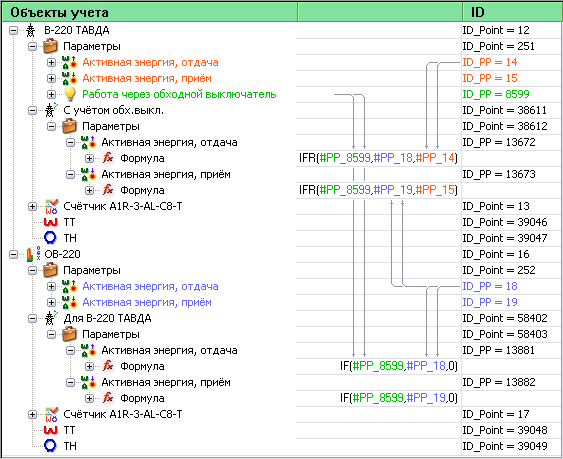 Объекты учета ID
В-220 ТАВДА ID_Point = 12
Параметры ID_Point = 251
Активная энергия, отдача ID_PP = 14
Активная энергия, приём ID_PP = 15
Работа через обходной выключатель ID_PP = 8599
С учётом обх.выкл. ID_Point = 38611
Параметры ID_Point = 38612
Активная энергия, отдача ID_PP = 13672
Формула IFR(#PP_8599,#PP_18,#PP_14)
Активная энергия, приём ID_PP = 13673
Формула IFR(#PP_8599,#PP_19,#PP_15)
Счётчик A1R-3-AL-C8-T ID_Point = 13
ТТ ID_Point = 39046
ТН ID_Point = 39047
ОВ-220 ID_Point = 16
Параметры ID_Point = 252
Активная энергия, отдача ID_PP = 18
Активная энергия, приём ID_PP = 19
Для В-220 ТАВДА ID_Point = 58402
Параметры ID_Point = 58403
Активная энергия, отдача ID_PP = 13881
Формула IF(#PP_8599,#PP_18,0)
Активная энергия, приём ID_PP = 13882
Формула IF(#PP_8599,#PP_19,0)
Счётчик A1R-3-AL-C8-T ID_Point = 17
ТТ ID_Point = 39048
ТН ID_Point = 39049